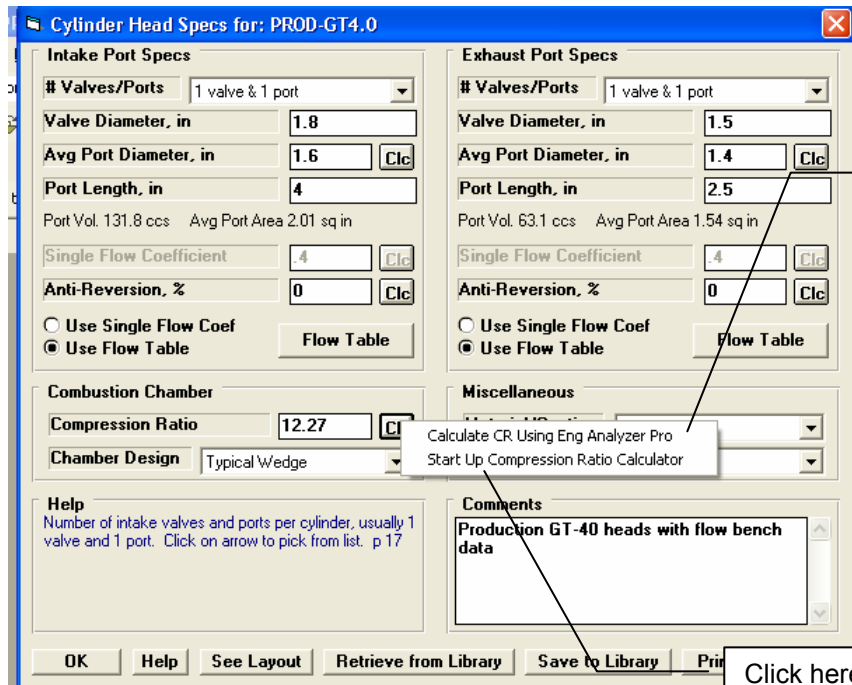 Cylinder Head Specs for: PROD-GT4.0
Intake Port Specs
# Valves/Ports 1 valve & 1 port
Valve Diameter, in 1.8
Avg Port Diameter, in 1.6 Clc
Port Length, in 4
Port Vol. 131.8 ccs Avg Port Area 2.01 sq in
Single Flow Coefficient .4 Clc
Anti-Reversion, % 0 Clc
Use Single Flow Coef
Use Flow Table
Flow Table
Exhaust Port Specs
# Valves/Ports 1 valve & 1 port
Valve Diameter, in 1.5
Avg Port Diameter, in 1.4 Clc
Port Length, in 2.5
Port Vol. 63.1 ccs Avg Port Area 1.54 sq in
Single Flow Coefficient .4 Clc
Anti-Reversion, % 0 Clc
Use Single Flow Coef
Use Flow Table
Flow Table
Combustion Chamber
Compression Ratio 12.27
Chamber Design Typical Wedge
Miscellaneous
Calculate CR Using Eng Analyzer Pro
Start Up Compression Ratio Calculator
Help
Number of intake valves and ports per cylinder, usually 1
valve and 1 port. Click on arrow to pick from list. p 17
Comments
Production GT-40 heads with flow bench
data
OK Help See Layout Retrieve from Library Save to Library
Click here